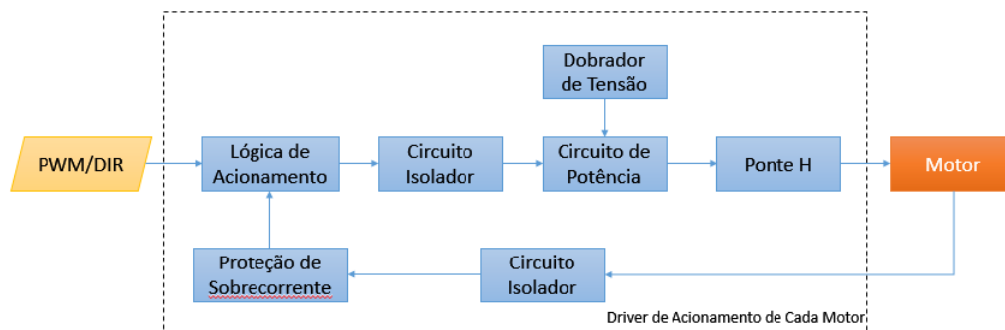 Dobrador
de Tensão
PWM/DIR
Lógica de
Acionamento
Circuito
Isolador
Circuito de
Potência
Ponte H
Motor
Proteção de
Sobrecorrente
Circuito
Isolador
Driver de Acionamento de Cada Motor